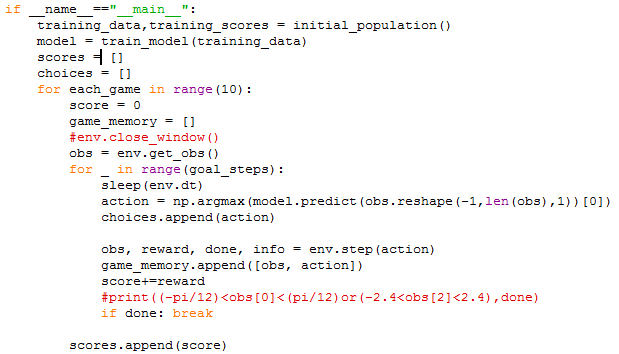 if __name__=="__main__":
    training_data,training_scores = initial_population()
    model = train_model(training_data)
    scores = []
    choices = []
    for each_game in range(10):
        score = 0
        game_memory = []
        #env.close_window()
        obs = env.get_obs()
        for _ in range(goal_steps):
            sleep(env.dt)
            action = np.argmax(model.predict(obs.reshape(-1,len(obs),1))[0])
            choices.append(action)

            obs, reward, done, info = env.step(action)
            game_memory.append([obs, action])
            score+=reward
            #print((-pi/12)<obs[0]<(pi/12)or(-2.4<obs[2]<2.4),done)
            if done: break

        scores.append(score)